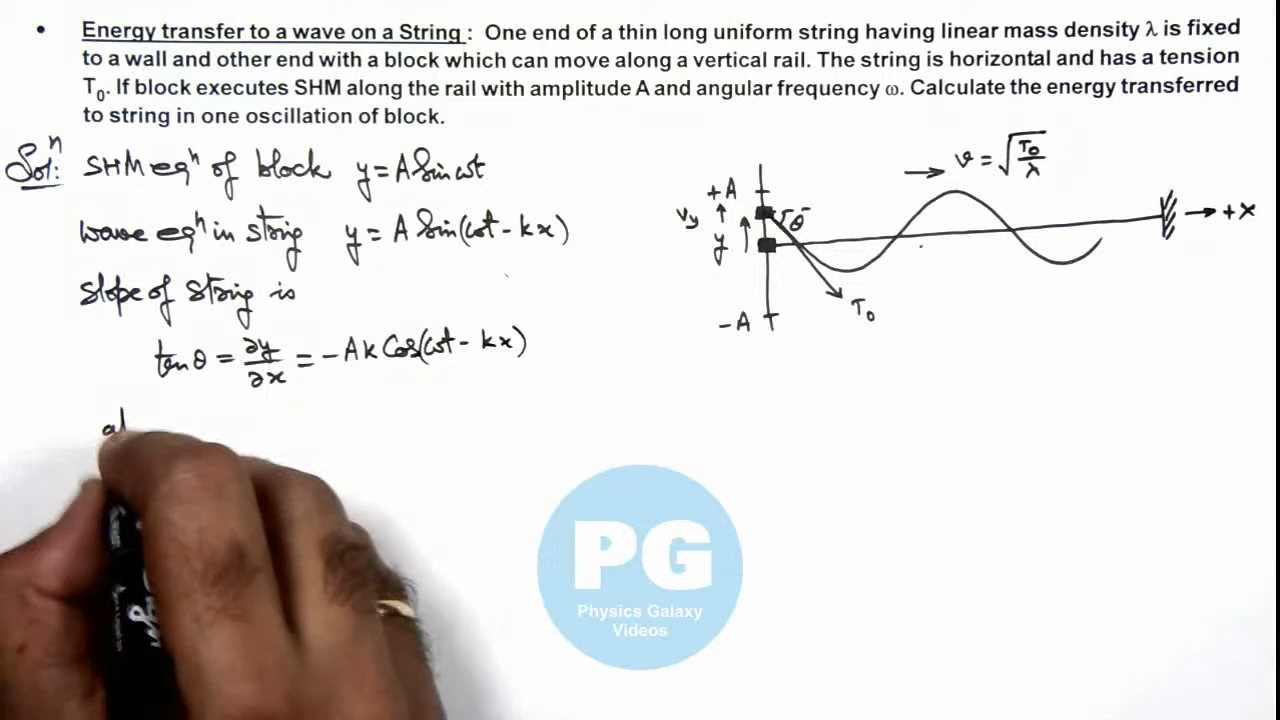 • Energy transfer to a wave on a String : One end of a thin long uniform string having linear mass density λ is fixed
to a wall and other end with a block which can move along a vertical rail. The string is horizontal and has a tension
T₀. If block executes SHM along the rail with amplitude A and angular frequency ω. Calculate the energy transferred
to string in one oscillation of block.
Solⁿ: SHM eqⁿ of block y = A Sin ωt
wave eqⁿ in string y = A Sin(ωt - kx)
slope of string is
tan θ = ∂y/∂x = -Ak Cos(ωt - kx)
at
v = √(T₀/λ)
+A
v_y
θ
y
+x
T₀
-A
PG
Physics Galaxy
Videos